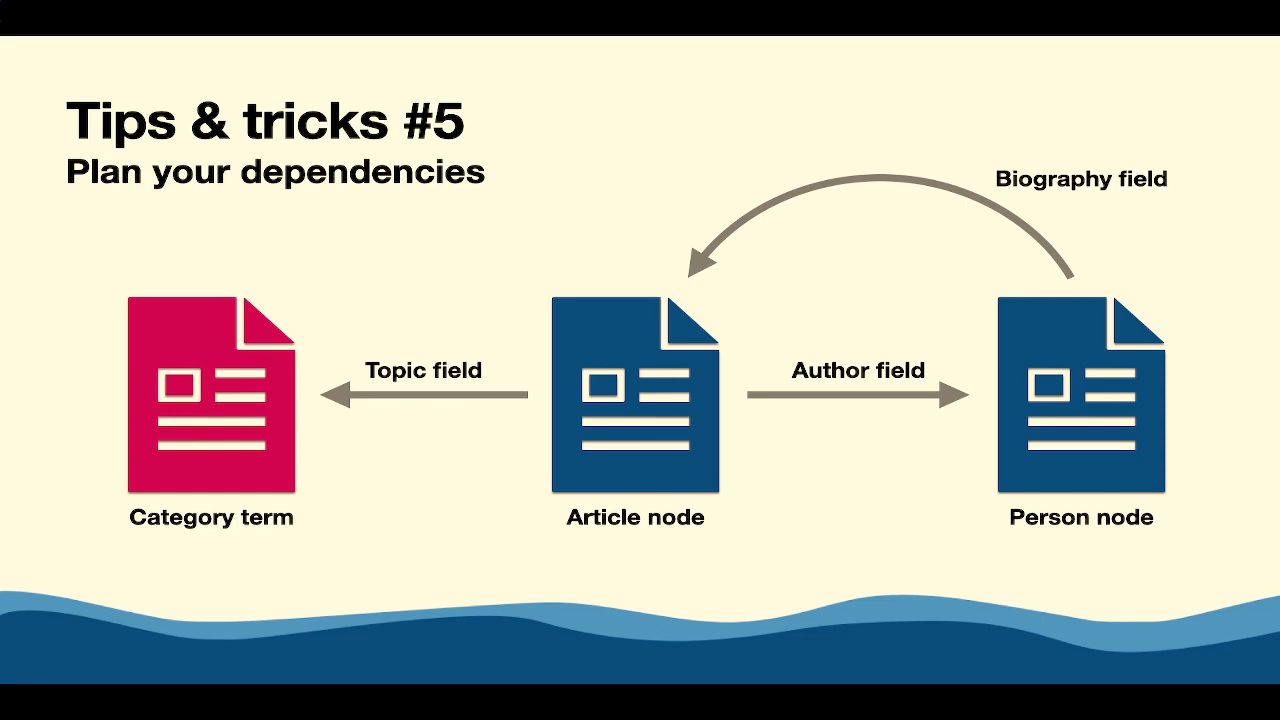 Tips & tricks #5
Plan your dependencies
Biography field
Topic field
Author field
Category term
Article node
Person node